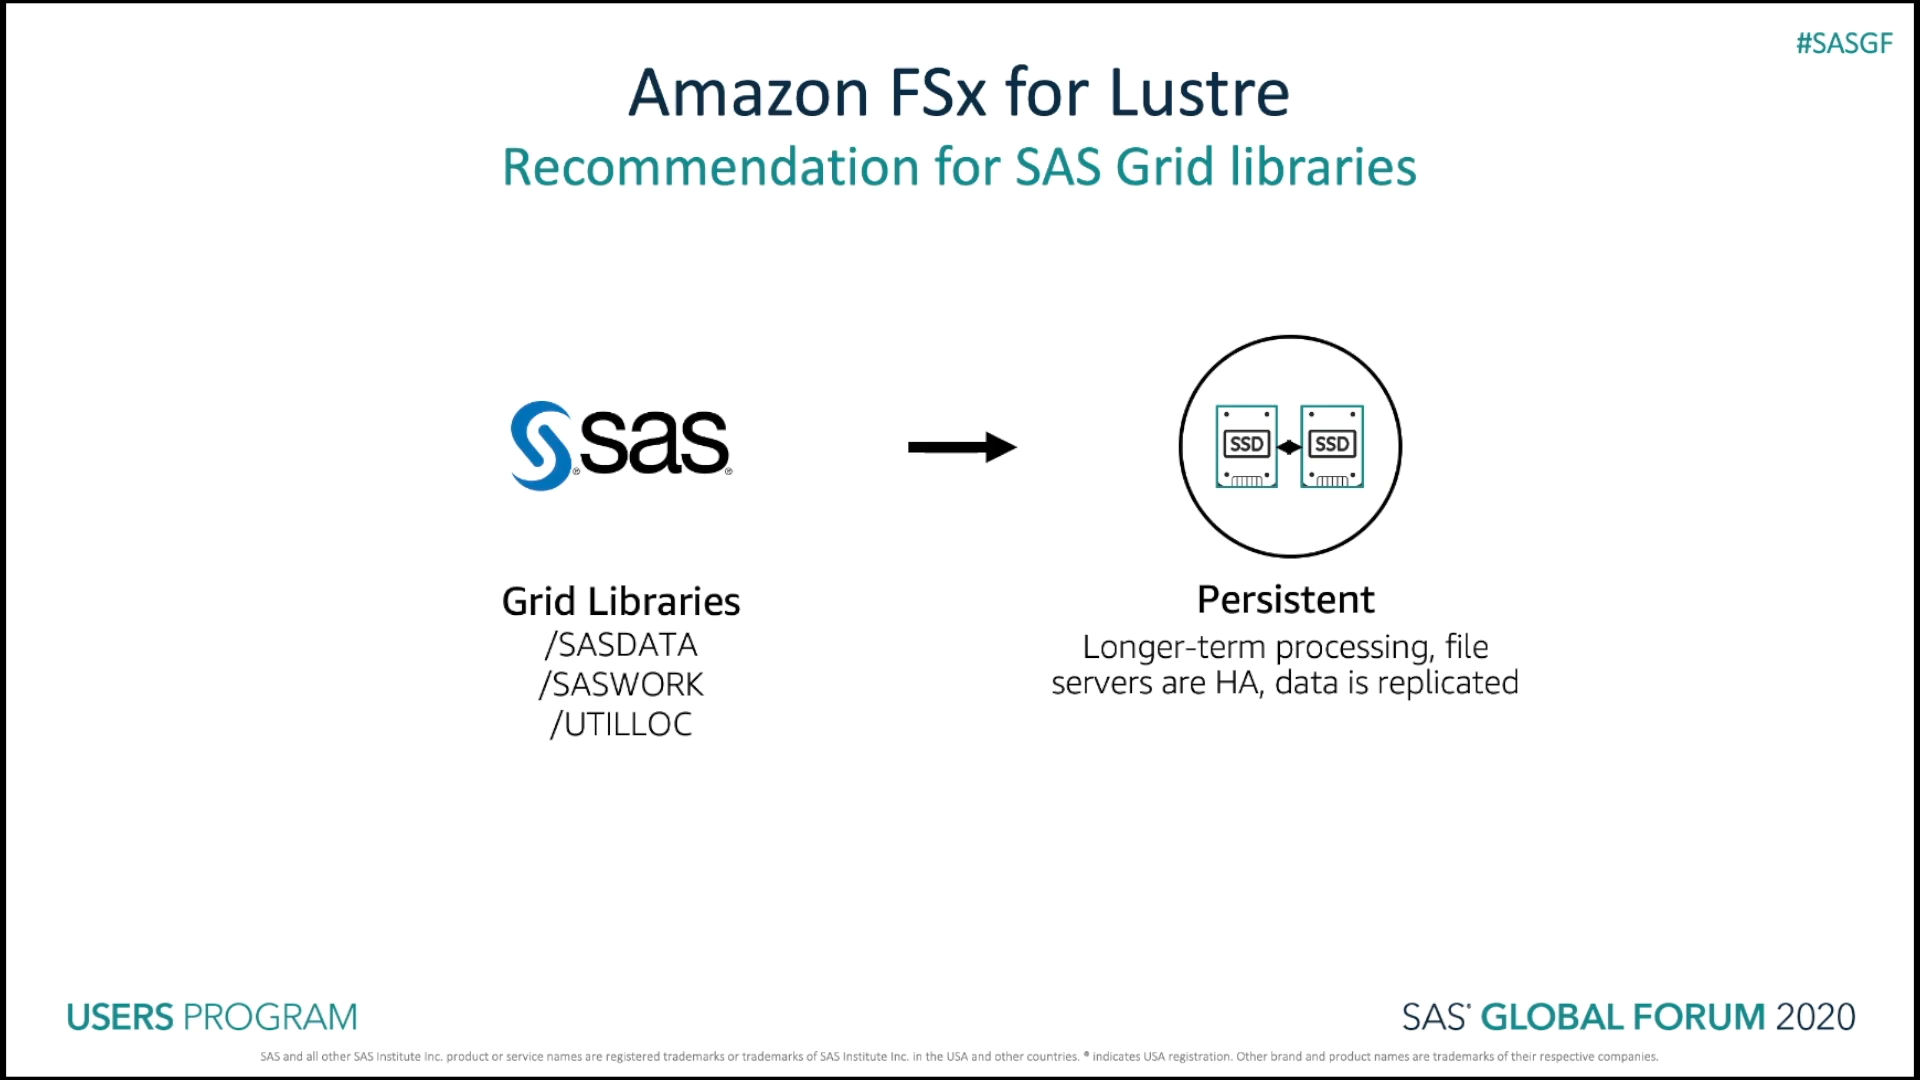 #SASGF
Amazon FSx for Lustre
Recommendation for SAS Grid libraries
sas
SSD
SSD
Grid Libraries
/SASDATA
/SASWORK
/UTILLOC
Persistent
Longer-term processing, file
servers are HA, data is replicated
USERS PROGRAM
SAS® GLOBAL FORUM 2020
SAS and all other SAS Institute Inc. product or service names are registered trademarks or trademarks of SAS Institute Inc. in the USA and other countries. ® indicates USA registration. Other brand and product names are trademarks of their respective companies.